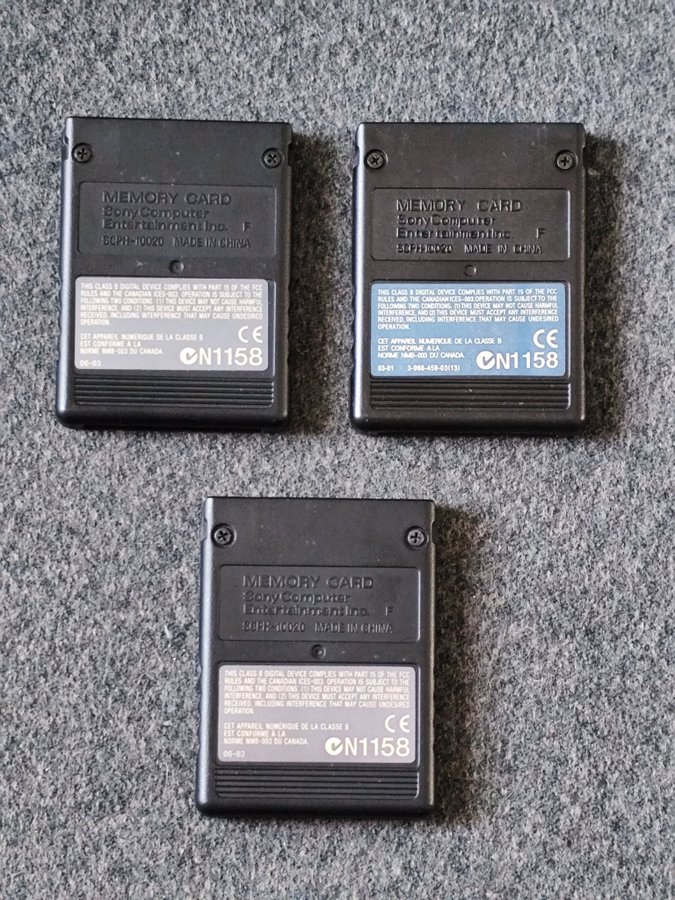 MEMORY CARD
Sony Computer
Entertainment Inc. F
SCPH-10020 MADE IN CHINA
THIS CLASS B DIGITAL DEVICE COMPLIES WITH PART 15 OF THE FCC
RULES AND THE CANADIAN ICES-003. OPERATION IS SUBJECT TO THE
FOLLOWING TWO CONDITIONS: (1) THIS DEVICE MAY NOT CAUSE HARMFUL
INTERFERENCE, AND (2) THIS DEVICE MUST ACCEPT ANY INTERFERENCE
RECEIVED, INCLUDING INTERFERENCE THAT MAY CAUSE UNDESIRED
OPERATION.
CET APPAREIL NUMÉRIQUE DE LA CLASSE B
EST CONFORME À LA
NORME NMB-003 DU CANADA.
CE
N1158
06-03
MEMORY CARD
Sony Computer
Entertainment Inc. F
SCPH-10020 MADE IN CHINA
THIS CLASS B DIGITAL DEVICE COMPLIES WITH PART 15 OF THE FCC
RULES AND THE CANADIAN ICES-003. OPERATION IS SUBJECT TO THE
FOLLOWING TWO CONDITIONS: (1) THIS DEVICE MAY NOT CAUSE HARMFUL
INTERFERENCE, AND (2) THIS DEVICE MUST ACCEPT ANY INTERFERENCE
RECEIVED, INCLUDING INTERFERENCE THAT MAY CAUSE UNDESIRED
OPERATION.
CET APPAREIL NUMÉRIQUE DE LA CLASSE B
EST CONFORME À LA
NORME NMB-003 DU CANADA.
CE
N1158
03-01 3-966-459-03(13)
MEMORY CARD
Sony Computer
Entertainment Inc. F
SCPH-10020 MADE IN CHINA
THIS CLASS B DIGITAL DEVICE COMPLIES WITH PART 15 OF THE FCC
RULES AND THE CANADIAN ICES-003. OPERATION IS SUBJECT TO THE
FOLLOWING TWO CONDITIONS: (1) THIS DEVICE MAY NOT CAUSE HARMFUL
INTERFERENCE, AND (2) THIS DEVICE MUST ACCEPT ANY INTERFERENCE
RECEIVED, INCLUDING INTERFERENCE THAT MAY CAUSE UNDESIRED
OPERATION.
CET APPAREIL NUMÉRIQUE DE LA CLASSE B
EST CONFORME À LA
NORME NMB-003 DU CANADA.
CE
N1158
06-03